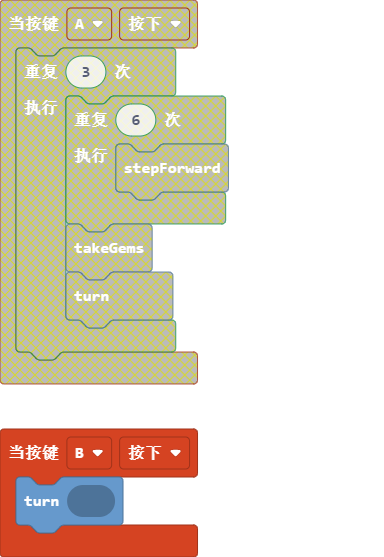 当按键 A 按下
重复 3 次
执行
重复 6 次
执行
stepForward
takeGems
turn
当按键 B 按下
turn